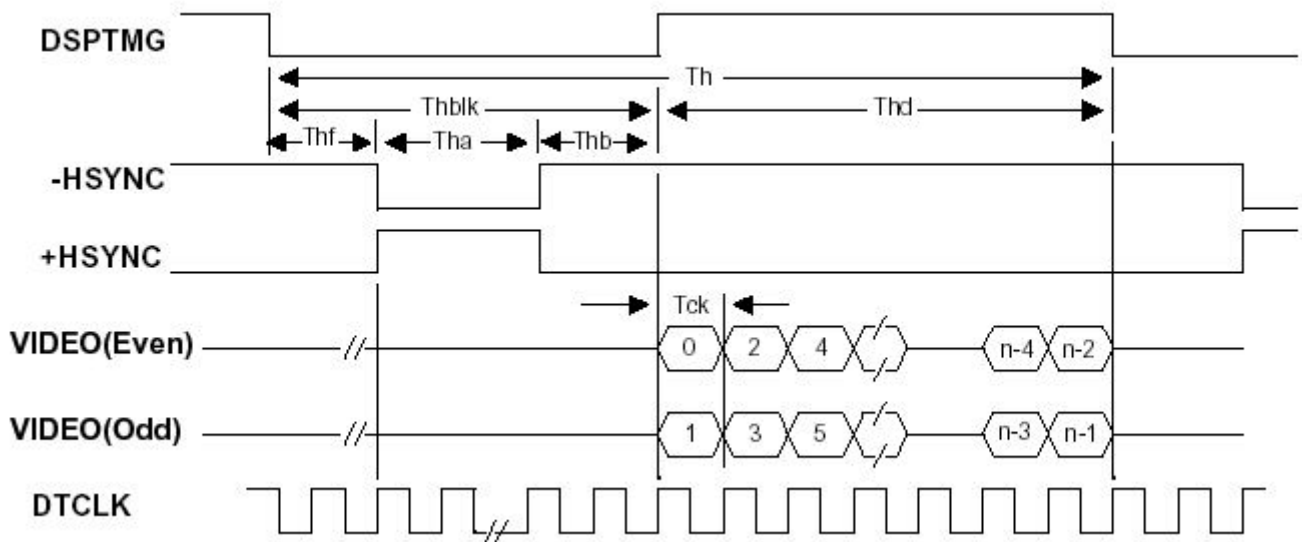 DSPTMG
Th
Thblk
Thd
Thf
Tha
Thb
-HSYNC
+HSYNC
Tck
VIDEO(Even)
0 2 4 n-4 n-2
VIDEO(Odd)
1 3 5 n-3 n-1
DTCLK